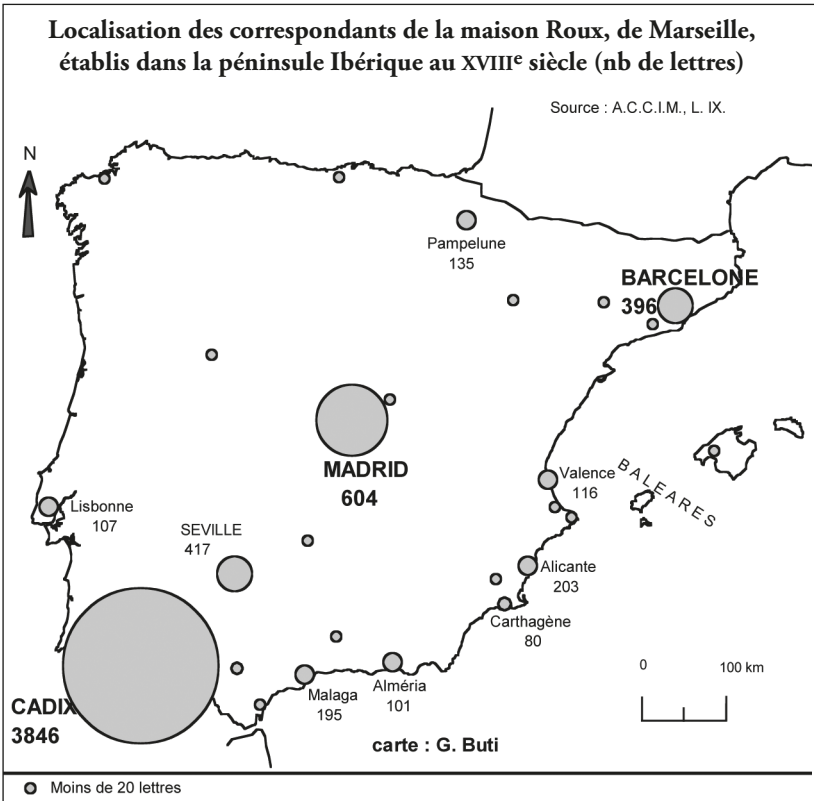 Localisation des correspondants de la maison Roux, de Marseille,
établis dans la péninsule Ibérique au XVIIIe siècle (nb de lettres)
Source : A.C.C.I.M., L. IX.
N
Pampelune
135
BARCELONE
396
MADRID
604
Valence
116
BALEARES
Lisbonne
107
SEVILLE
417
Alicante
203
Carthagène
80
CADIX
3846
Malaga
195
Alméria
101
0 100 km
carte : G. Buti
Moins de 20 lettres